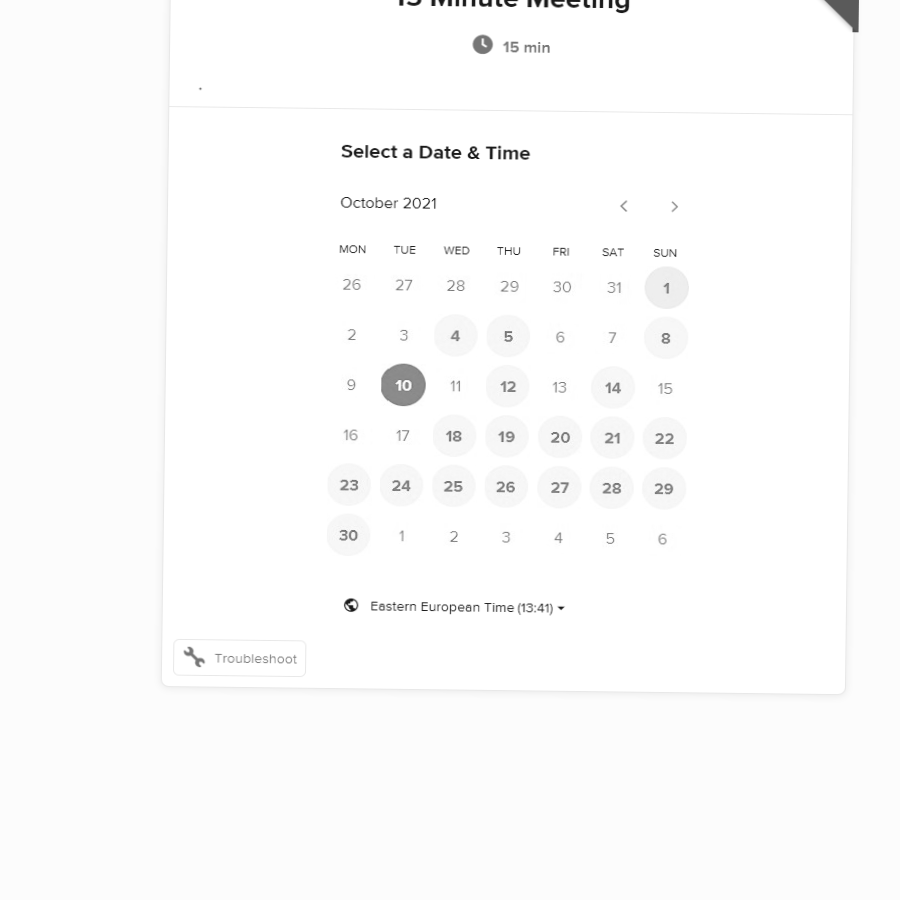 15 Minute Meeting
15 min
.
Select a Date & Time
October 2021
MON TUE WED THU FRI SAT SUN
26 27 28 29 30 31 1
2 3 4 5 6 7 8
9 10 11 12 13 14 15
16 17 18 19 20 21 22
23 24 25 26 27 28 29
30 1 2 3 4 5 6
Eastern European Time (13:41)
Troubleshoot